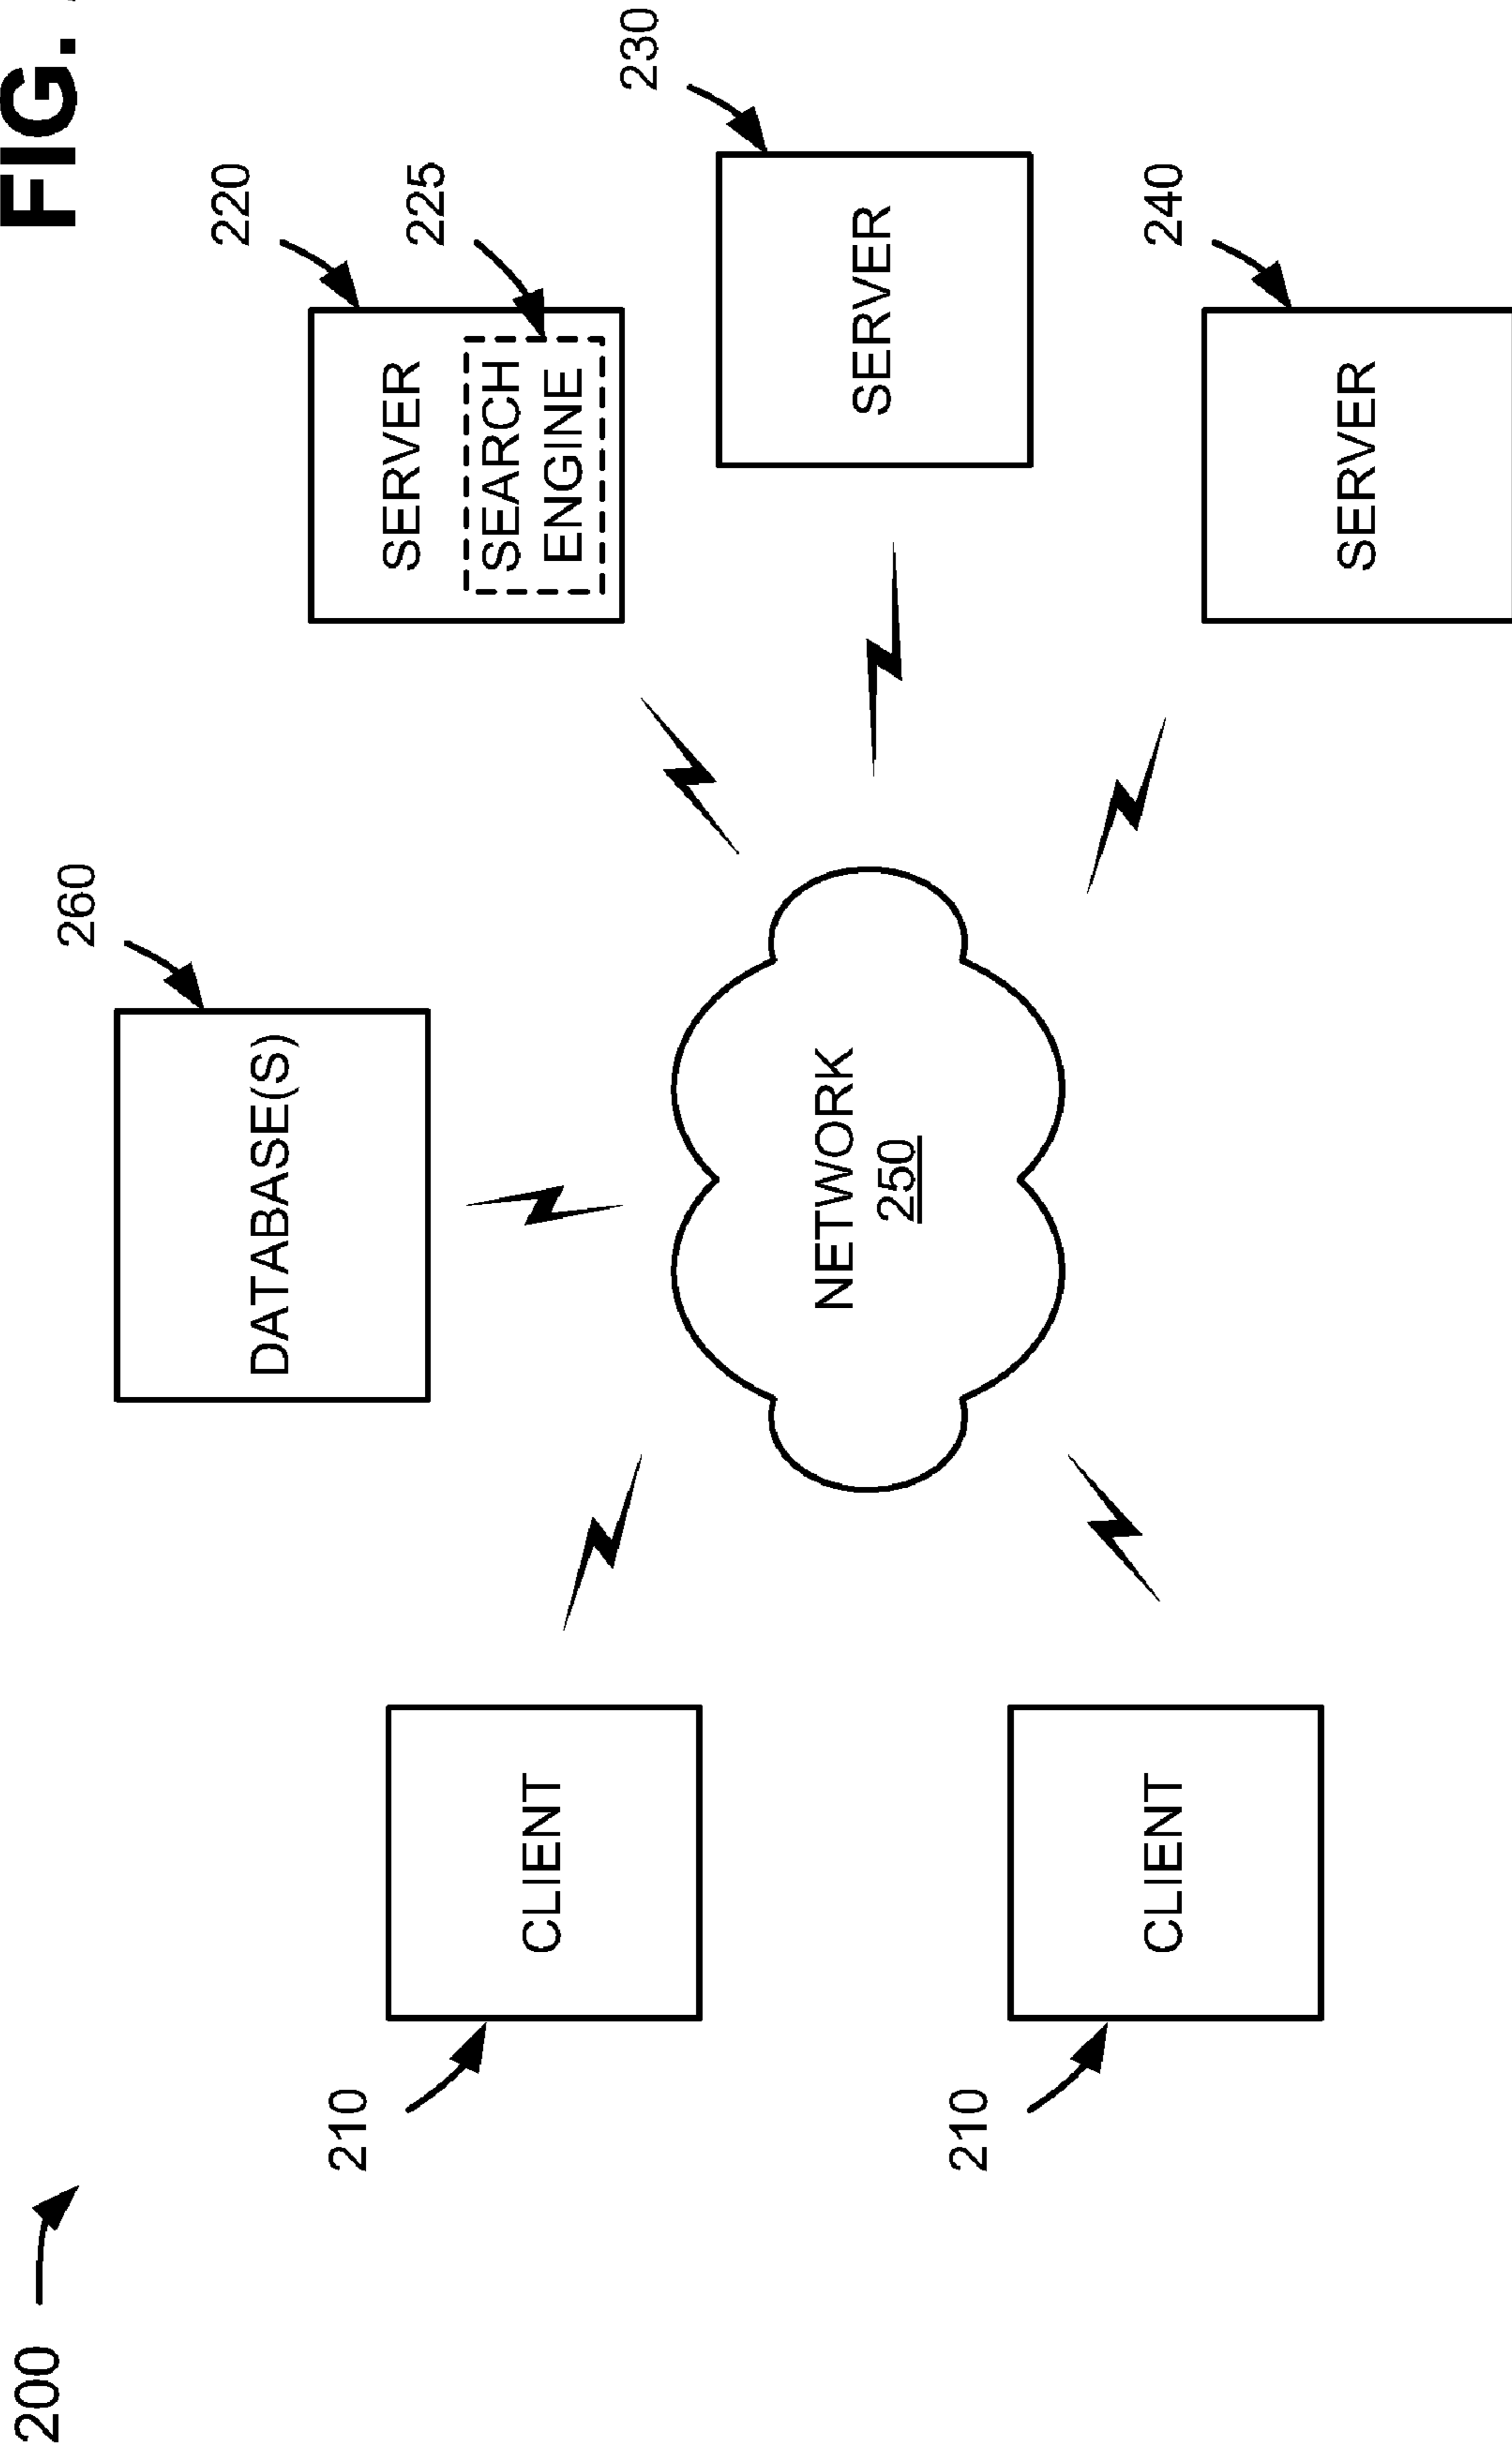 FIG.
200
260
DATABASE(S)
220
225
SERVER
SEARCH
ENGINE
210
CLIENT
230
SERVER
NETWORK
250
210
CLIENT
240
SERVER